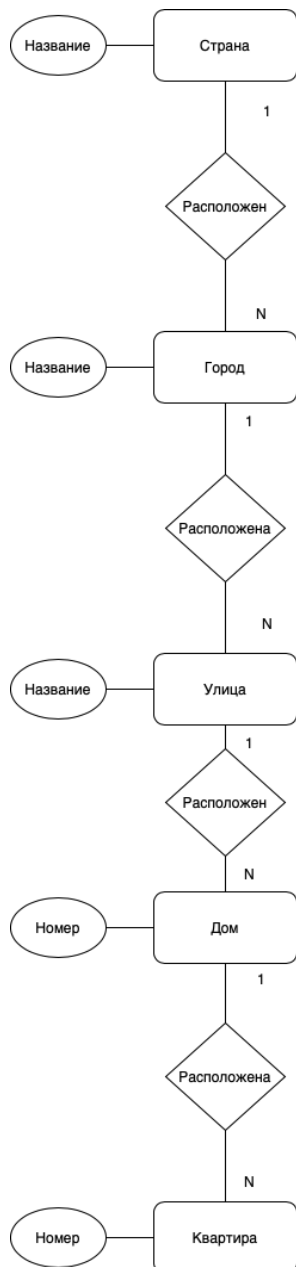 Название
Страна
1
Расположен
N
Название
Город
1
Расположена
N
Название
Улица
1
Расположен
N
Номер
Дом
1
Расположена
N
Номер
Квартира